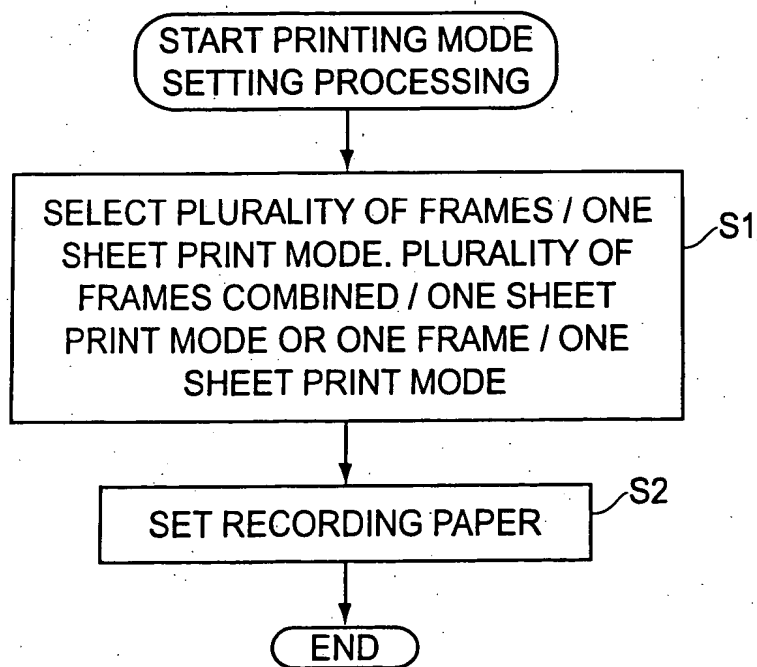 START PRINTING MODE
SETTING PROCESSING
SELECT PLURALITY OF FRAMES / ONE
SHEET PRINT MODE. PLURALITY OF
FRAMES COMBINED / ONE SHEET
PRINT MODE OR ONE FRAME / ONE
SHEET PRINT MODE
S1
SET RECORDING PAPER
S2
END